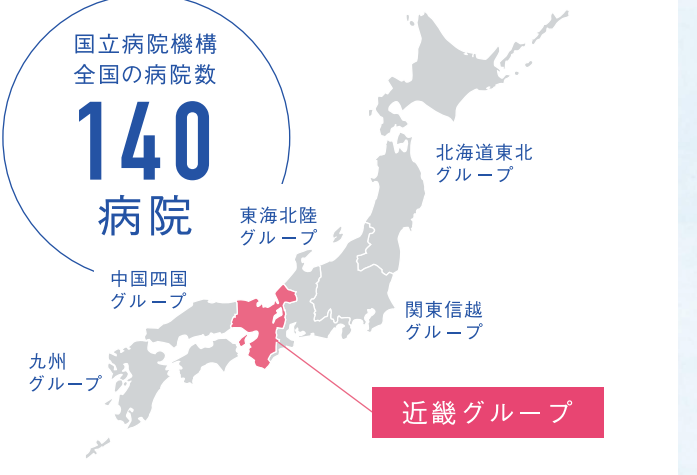 国立病院機構
全国の病院数
140
病院
北海道東北
グループ
東海北陸
グループ
中国四国
グループ
関東信越
グループ
九州
グループ
近畿グループ